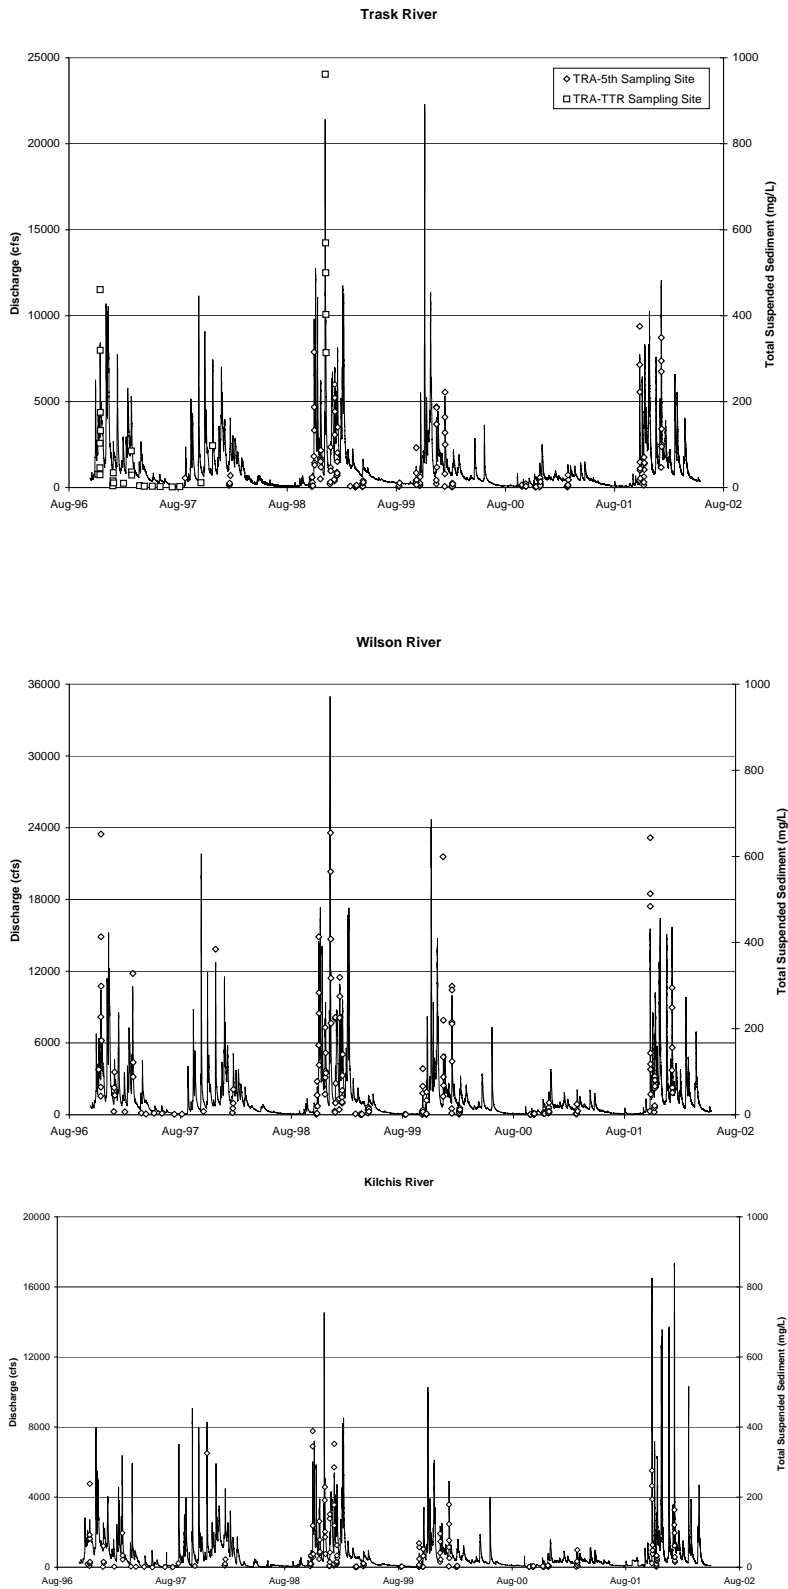 Trask River
25000
20000
15000
10000
5000
0
Discharge (cfs)
1000
800
600
400
200
0
Total Suspended Sediment (mg/L)
TRA-5th Sampling Site
TRA-TTR Sampling Site
Aug-96 Aug-97 Aug-98 Aug-99 Aug-00 Aug-01 Aug-02
Wilson River
36000
30000
24000
18000
12000
6000
0
Discharge (cfs)
1000
800
600
400
200
0
Total Suspended Sediment (mg/L)
Aug-96 Aug-97 Aug-98 Aug-99 Aug-00 Aug-01 Aug-02
Kilchis River
20000
16000
12000
8000
4000
0
Discharge (cfs)
1000
800
600
400
200
0
Total Suspended Sediment (mg/L)
Aug-96 Aug-97 Aug-98 Aug-99 Aug-00 Aug-01 Aug-02